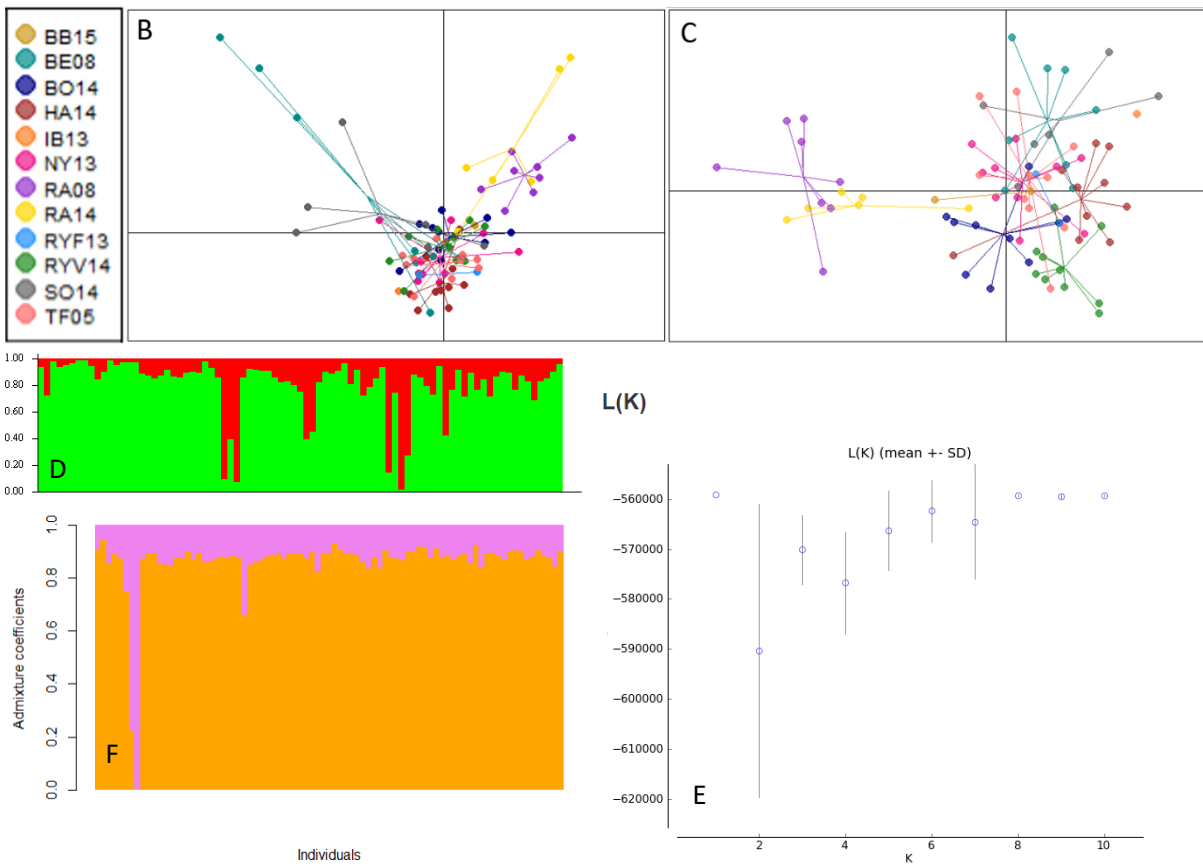 BB15
BE08
BO14
HA14
IB13
NY13
RA08
RA14
RYF13
RYV14
SO14
TF05
B
C
1.00
0.80
0.60
0.40
0.20
0.00
D
L(K)
L(K) (mean +- SD)
−560000
−570000
−580000
−590000
−600000
−610000
−620000
2 4 6 8 10
K
E
Admixture coefficients
1.0
0.8
0.6
0.4
0.2
0.0
F
Individuals